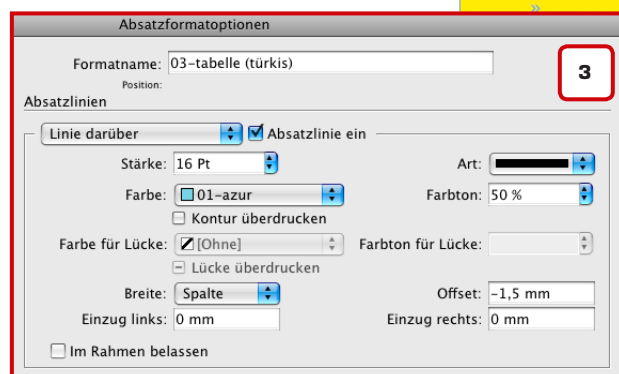 »
Absatzformatoptionen
Formatname: 03-tabelle (türkis)
3
Position:
Absatzlinien
Linie darüber Absatzlinie ein
Stärke: 16 Pt Art:
Farbe: 01-azur Farbton: 50 %
Kontur überdrucken
Farbe für Lücke: [Ohne] Farbton für Lücke:
Lücke überdrucken
Breite: Spalte Offset: -1,5 mm
Einzug links: 0 mm Einzug rechts: 0 mm
Im Rahmen belassen